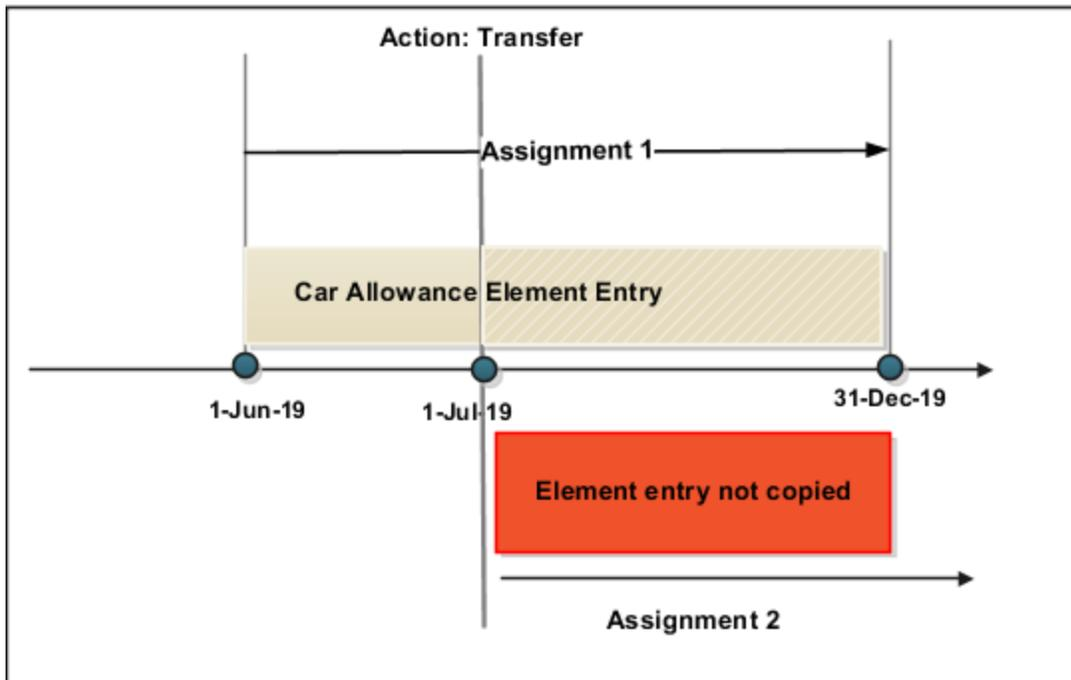 Action: Transfer
Assignment 1
Car Allowance Element Entry
1-Jun-19
1-Jul-19
31-Dec-19
Element entry not copied
Assignment 2